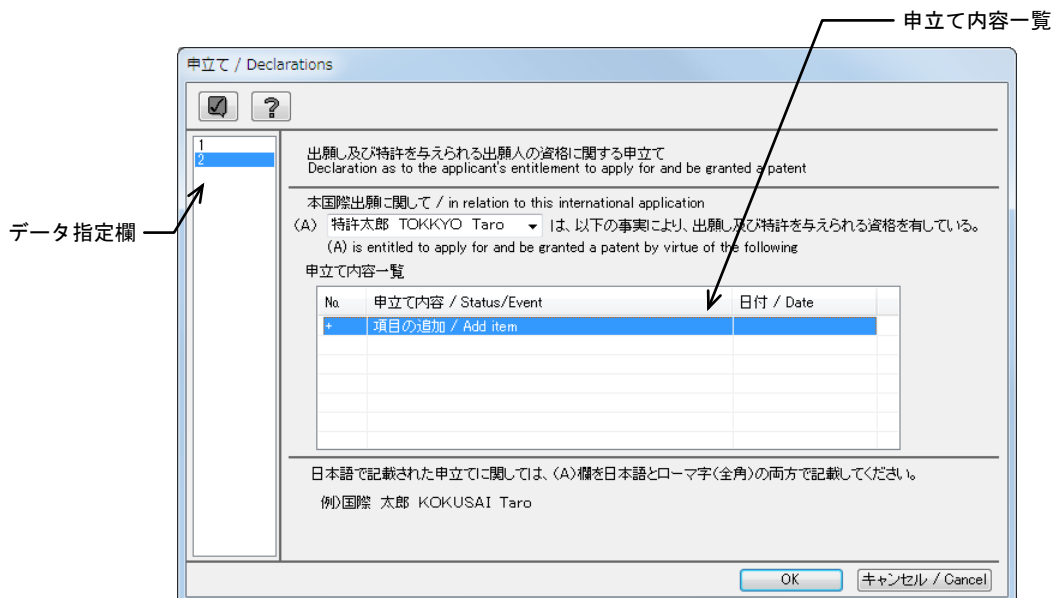 申立て内容一覧
申立て / Declarations
?
1
2
出願し及び特許を与えられる出願人の資格に関する申立て
Declaration as to the applicant's entitlement to apply for and be granted a patent
本国際出願に関して / in relation to this international application
データ指定欄
(A) 特許太郎 TOKKYO Taro は、以下の事実により、出願し及び特許を与えられる資格を有している。
(A) is entitled to apply for and be granted a patent by virtue of the following
申立て内容一覧
No. 申立て内容 / Status/Event 日付 / Date
+ 項目の追加 / Add item
日本語で記載された申立てに関しては、(A)欄を日本語とローマ字(全角)の両方で記載してください。
例)国際 太郎 KOKUSAI Taro
OK キャンセル / Cancel